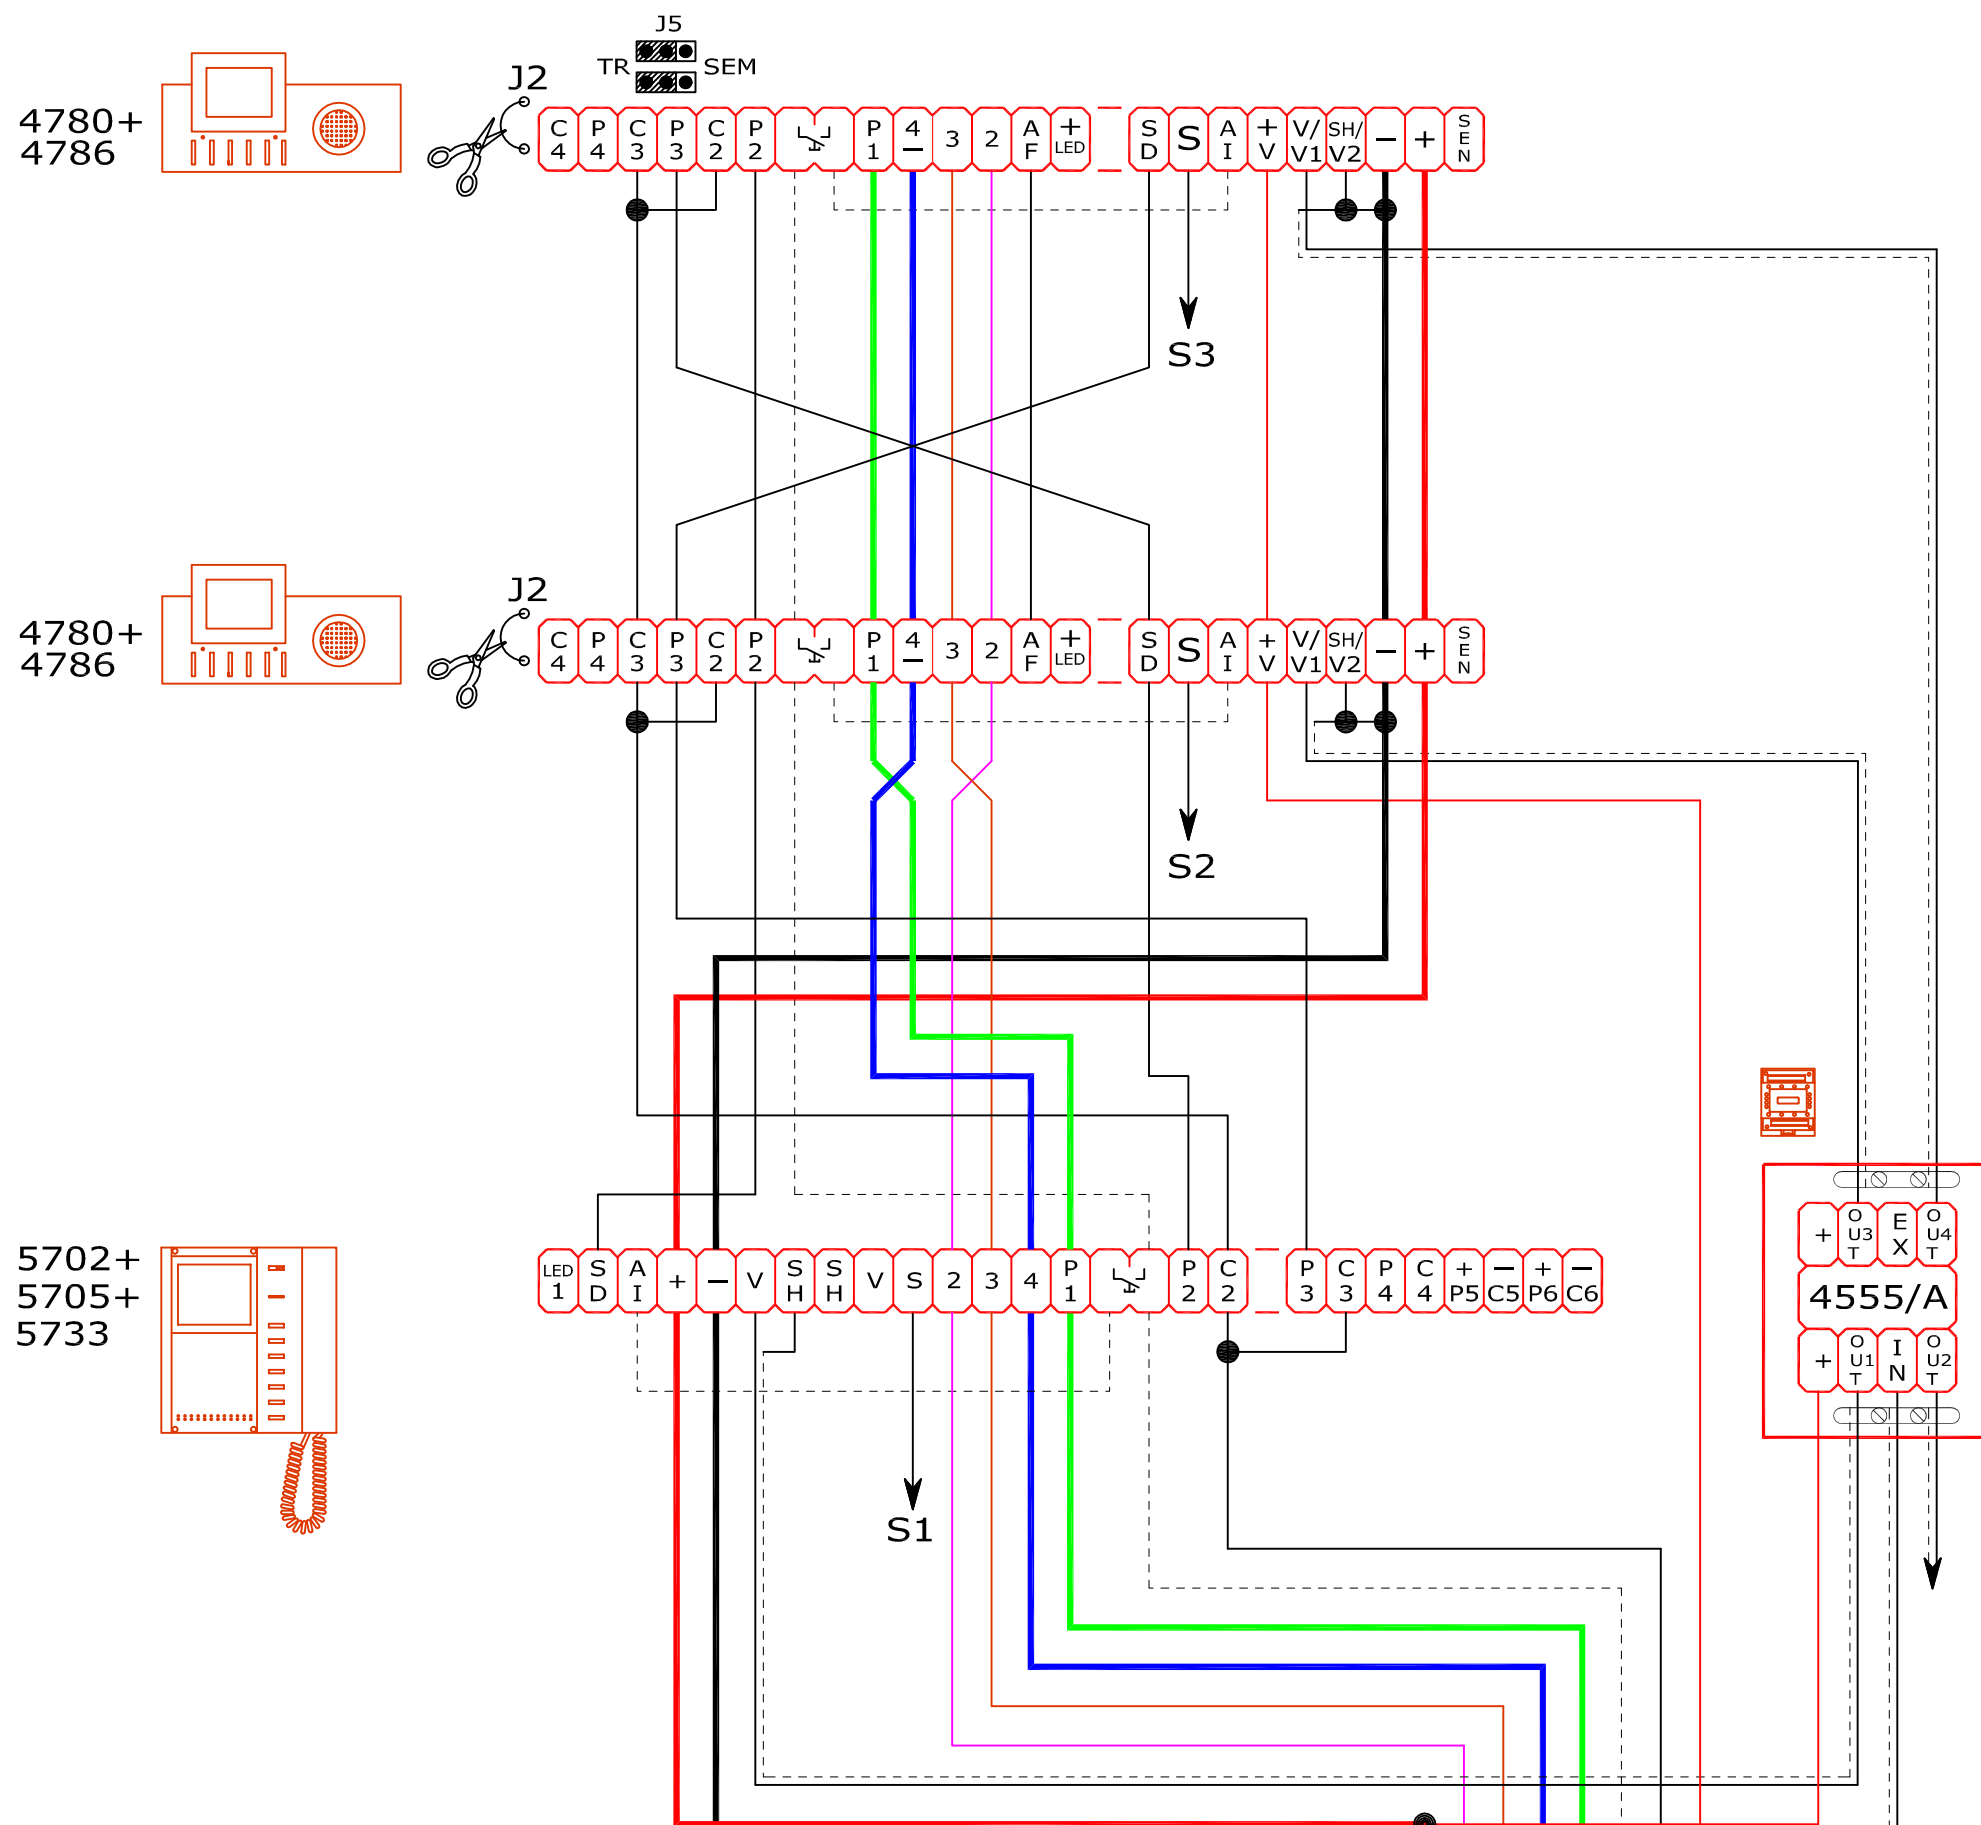 J5
TR SEM
J2
4780+
4786
C4 P4 C3 P3 C2 P2 P1 4– 3 2 AF +LED SD S AI +V V/V1 SH/V2 – + SEN
S3
J2
4780+
4786
C4 P4 C3 P3 C2 P2 P1 4– 3 2 AF +LED SD S AI +V V/V1 SH/V2 – + SEN
S2
5702+
5705+
5733
LED1 SD AI + – V SH SH V S 2 3 4 P1 P2 C2 P3 C3 P4 C4 +P5 –C5 +P6 –C6
+ OU3T EX OU4T
4555/A
+ OU1T IN OU2T
S1